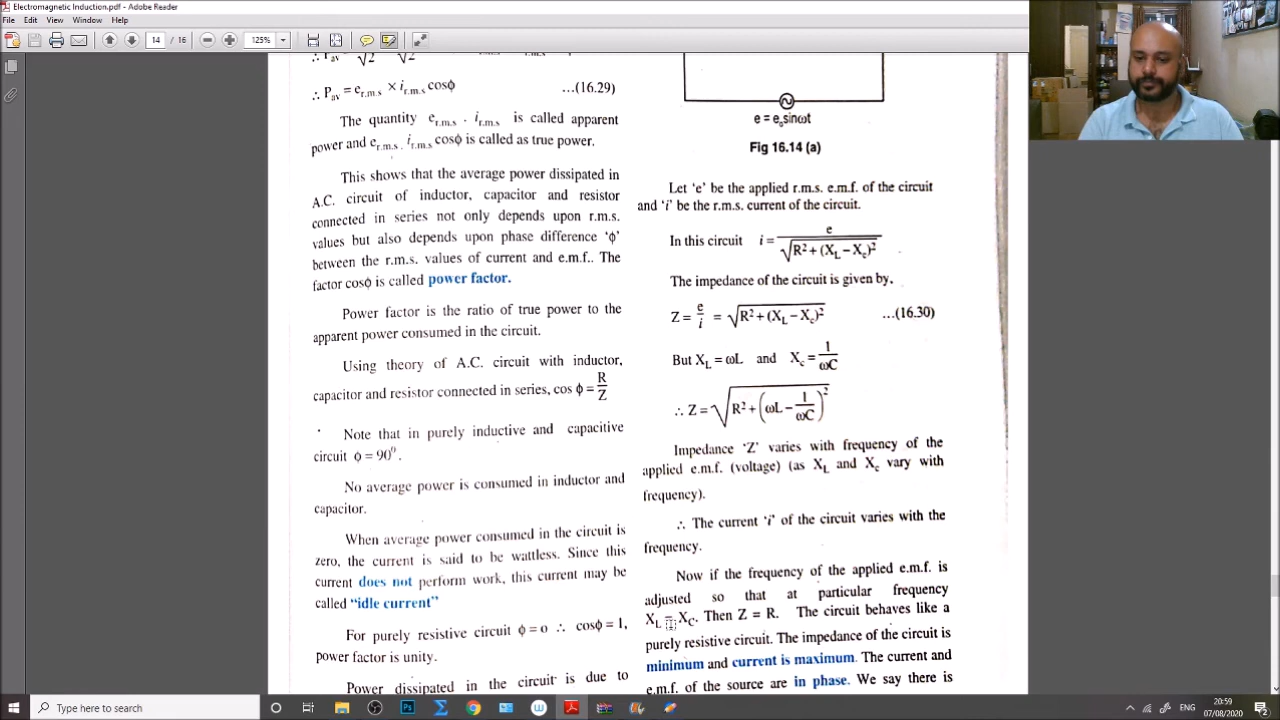 Electromagnetic Induction.pdf - Adobe Reader
File Edit View Window Help
14 / 16 125%
∴ P_av = e_r.m.s × i_r.m.s cosϕ ...(16.29)
The quantity e_r.m.s . i_r.m.s is called apparent
power and e_r.m.s . i_r.m.s cosϕ is called as true power.
This shows that the average power dissipated in
A.C. circuit of inductor, capacitor and resistor
connected in series not only depends upon r.m.s.
values but also depends upon phase difference ‘ϕ’
between the r.m.s. values of current and e.m.f.. The
factor cosϕ is called power factor.
Power factor is the ratio of true power to the
apparent power consumed in the circuit.
Using theory of A.C. circuit with inductor,
capacitor and resistor connected in series, cos ϕ = R/Z
Note that in purely inductive and capacitive
circuit ϕ = 90⁰.
No average power is consumed in inductor and
capacitor.
When average power consumed in the circuit is
zero, the current is said to be wattless. Since this
current does not perform work, this current may be
called “idle current”
For purely resistive circuit ϕ = o ∴ cosϕ = 1,
power factor is unity.
Power dissipated in the circuit is due to
e = e₀sinωt
Fig 16.14 (a)
Let ‘e’ be the applied r.m.s. e.m.f. of the circuit
and ‘i’ be the r.m.s. current of the circuit.
In this circuit i = e / √(R² + (X_L – X_c)²)
The impedance of the circuit is given by,
Z = e/i = √(R² + (X_L – X_c)²) ...(16.30)
But X_L = ωL and X_c = 1/ωC
∴ Z = √(R² + (ωL – 1/ωC)²)
Impedance ‘Z’ varies with frequency of the
applied e.m.f. (voltage) (as X_L and X_c vary with
frequency).
∴ The current ‘i’ of the circuit varies with the
frequency.
Now if the frequency of the applied e.m.f. is
adjusted so that at particular frequency
X_L = X_C. Then Z = R. The circuit behaves like a
purely resistive circuit. The impedance of the circuit is
minimum and current is maximum. The current and
e.m.f. of the source are in phase. We say there is
Type here to search
ENG
20:59
07/08/2020